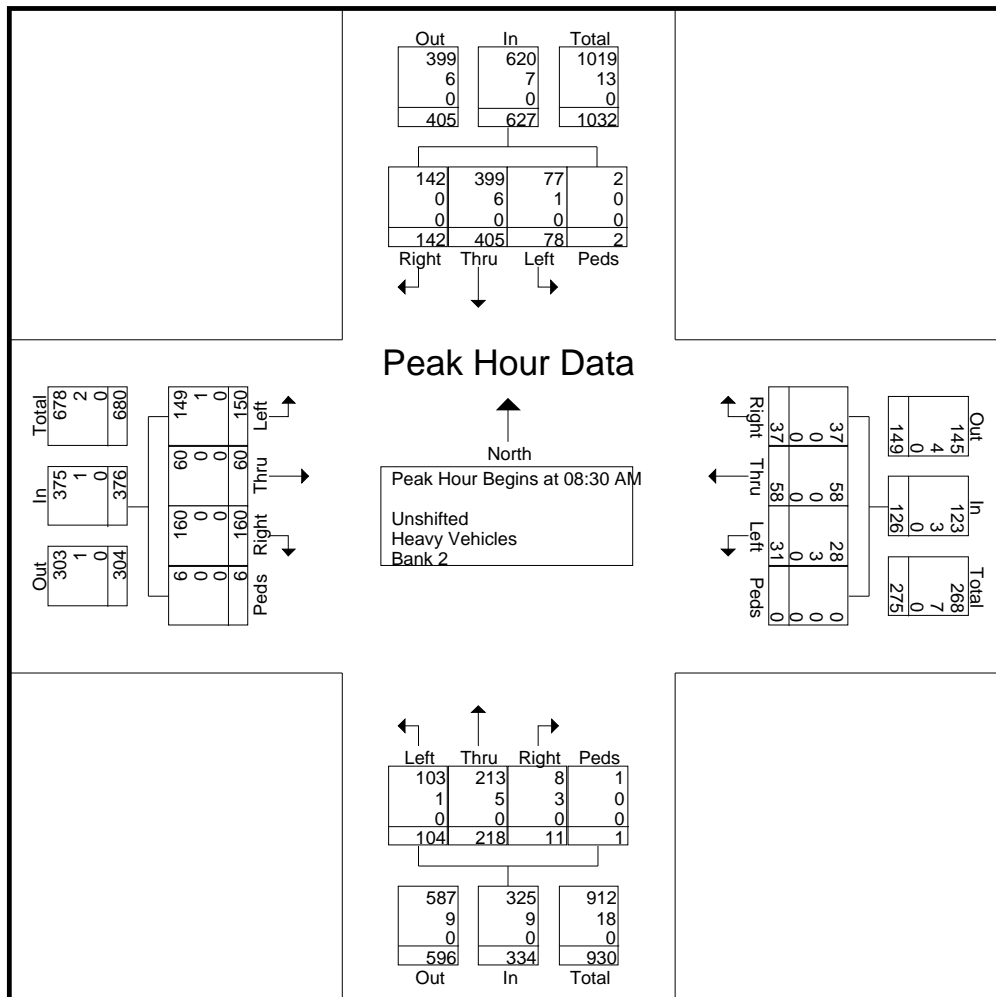 Out In Total
399 620 1019
6 7 13
0 0 0
405 627 1032
142 399 77 2
0 6 1 0
0 0 0 0
142 405 78 2
Right Thru Left Peds
Peak Hour Data
North
Peak Hour Begins at 08:30 AM
Unshifted
Heavy Vehicles
Bank 2
Total
678
2
0
680
In
375
1
0
376
Out
303
1
0
304
149
1
0
150
Left
60
0
0
60
Thru
160
0
0
160
Right
6
0
0
6
Peds
Right
37
0
0
37
Thru
58
0
0
58
Left
28
3
0
31
Peds
0
0
0
0
Out
145
4
0
149
In
123
3
0
126
Total
268
7
0
275
Left Thru Right Peds
103 213 8 1
1 5 3 0
0 0 0 0
104 218 11 1
587 325 912
9 9 18
0 0 0
596 334 930
Out In Total